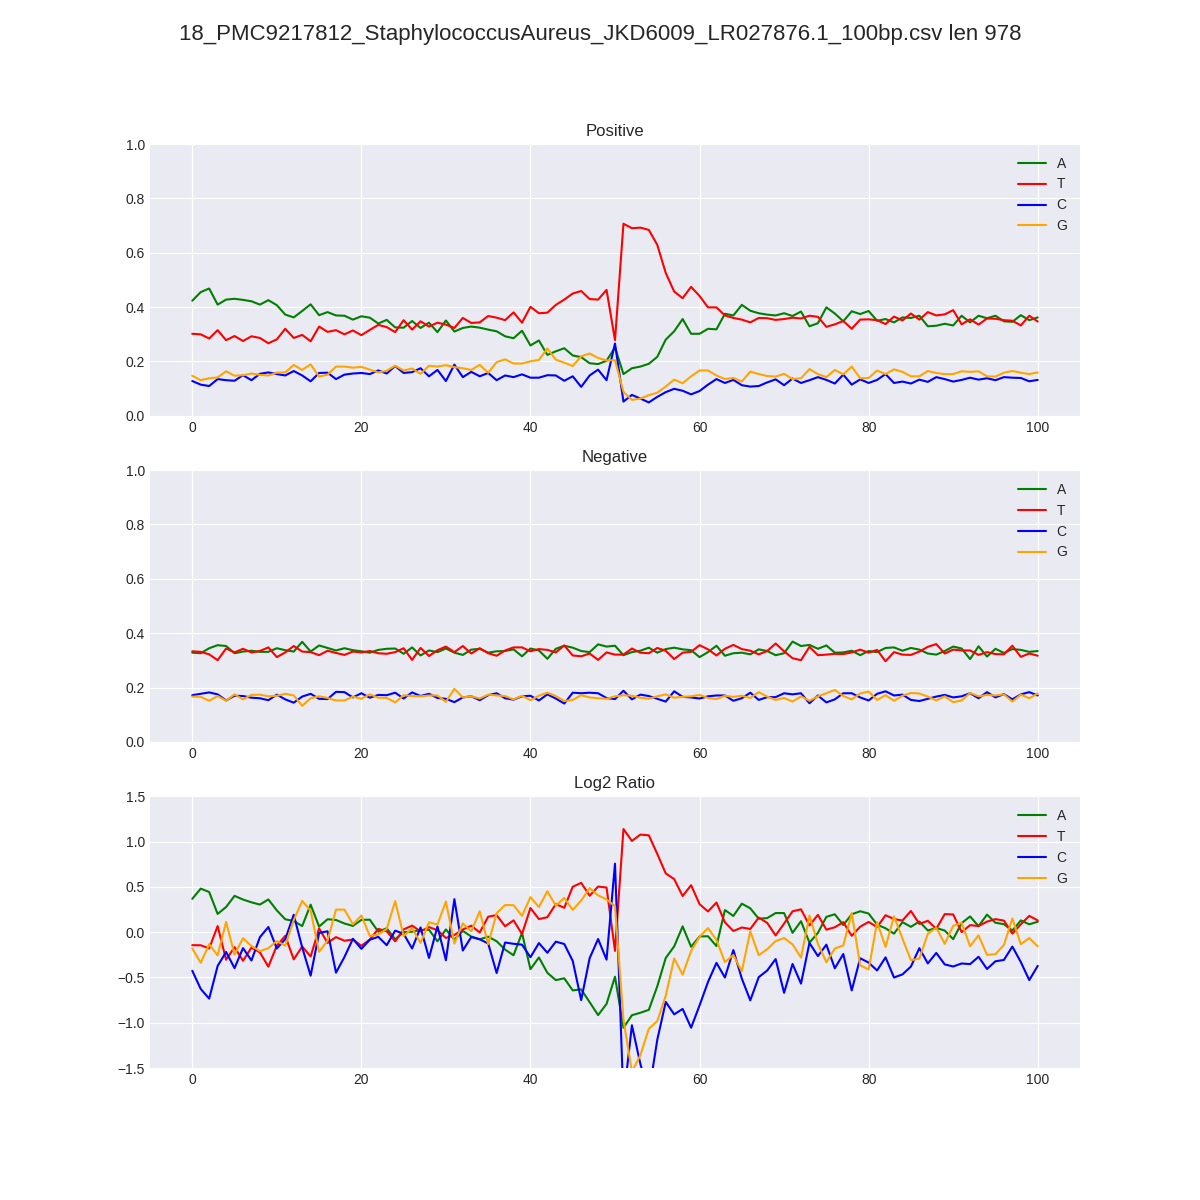 18_PMC9217812_StaphylococcusAureus_JKD6009_LR027876.1_100bp.csv len 978
Positive
1.0
0.8
0.6
0.4
0.2
0.0
A
T
C
G
0 20 40 60 80 100
Negative
1.0
0.8
0.6
0.4
0.2
0.0
A
T
C
G
0 20 40 60 80 100
Log2 Ratio
1.5
1.0
0.5
0.0
−0.5
−1.0
−1.5
A
T
C
G
0 20 40 60 80 100